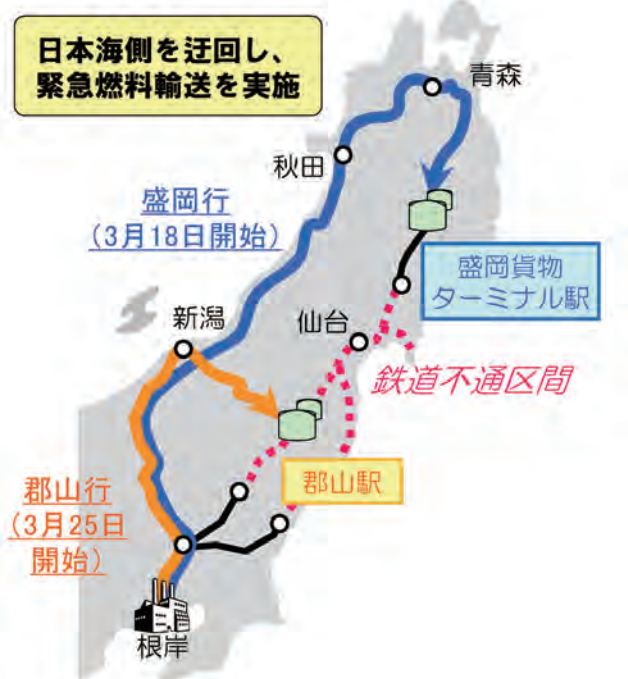 日本海側を迂回し、
緊急燃料輸送を実施
青森
秋田
盛岡行
(3月18日開始)
盛岡貨物
ターミナル駅
新潟
仙台
鉄道不通区間
郡山駅
郡山行
(3月25日
開始)
根岸